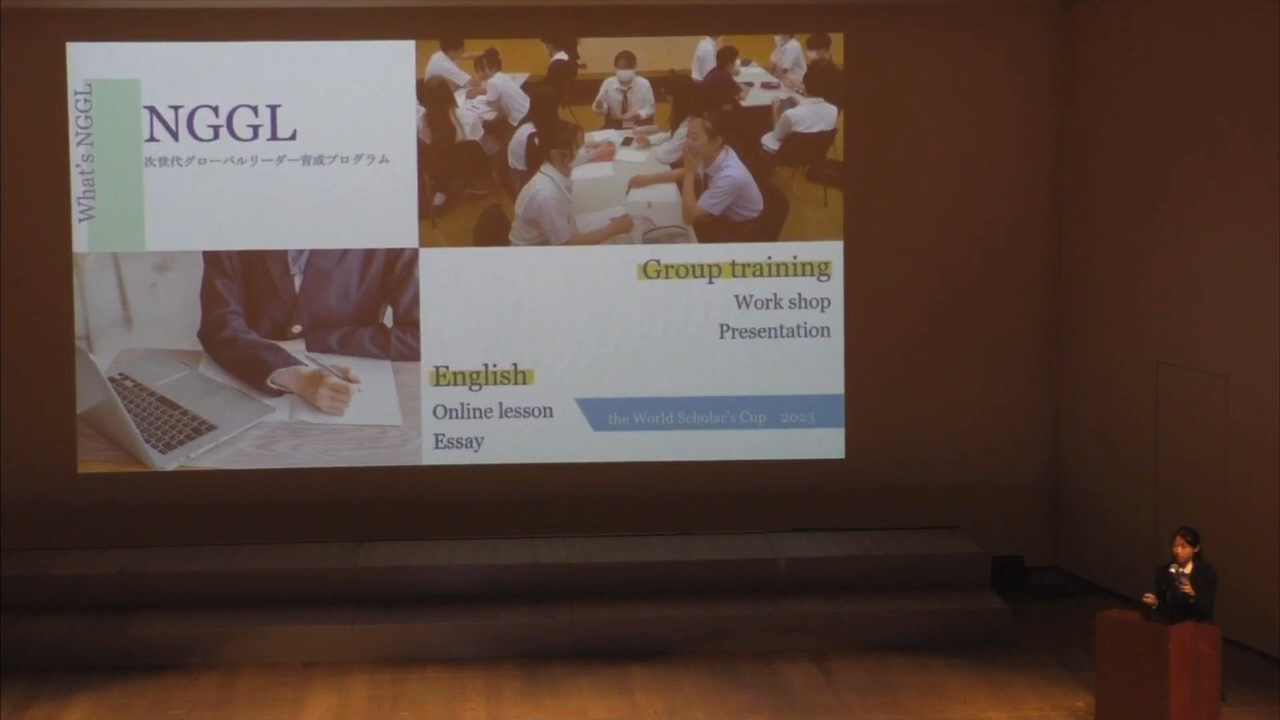 What's NGGL
NGGL
次世代グローバルリーダー育成プログラム
Group training
Work shop
Presentation
English
Online lesson
Essay
the World Scholar's Cup 2023